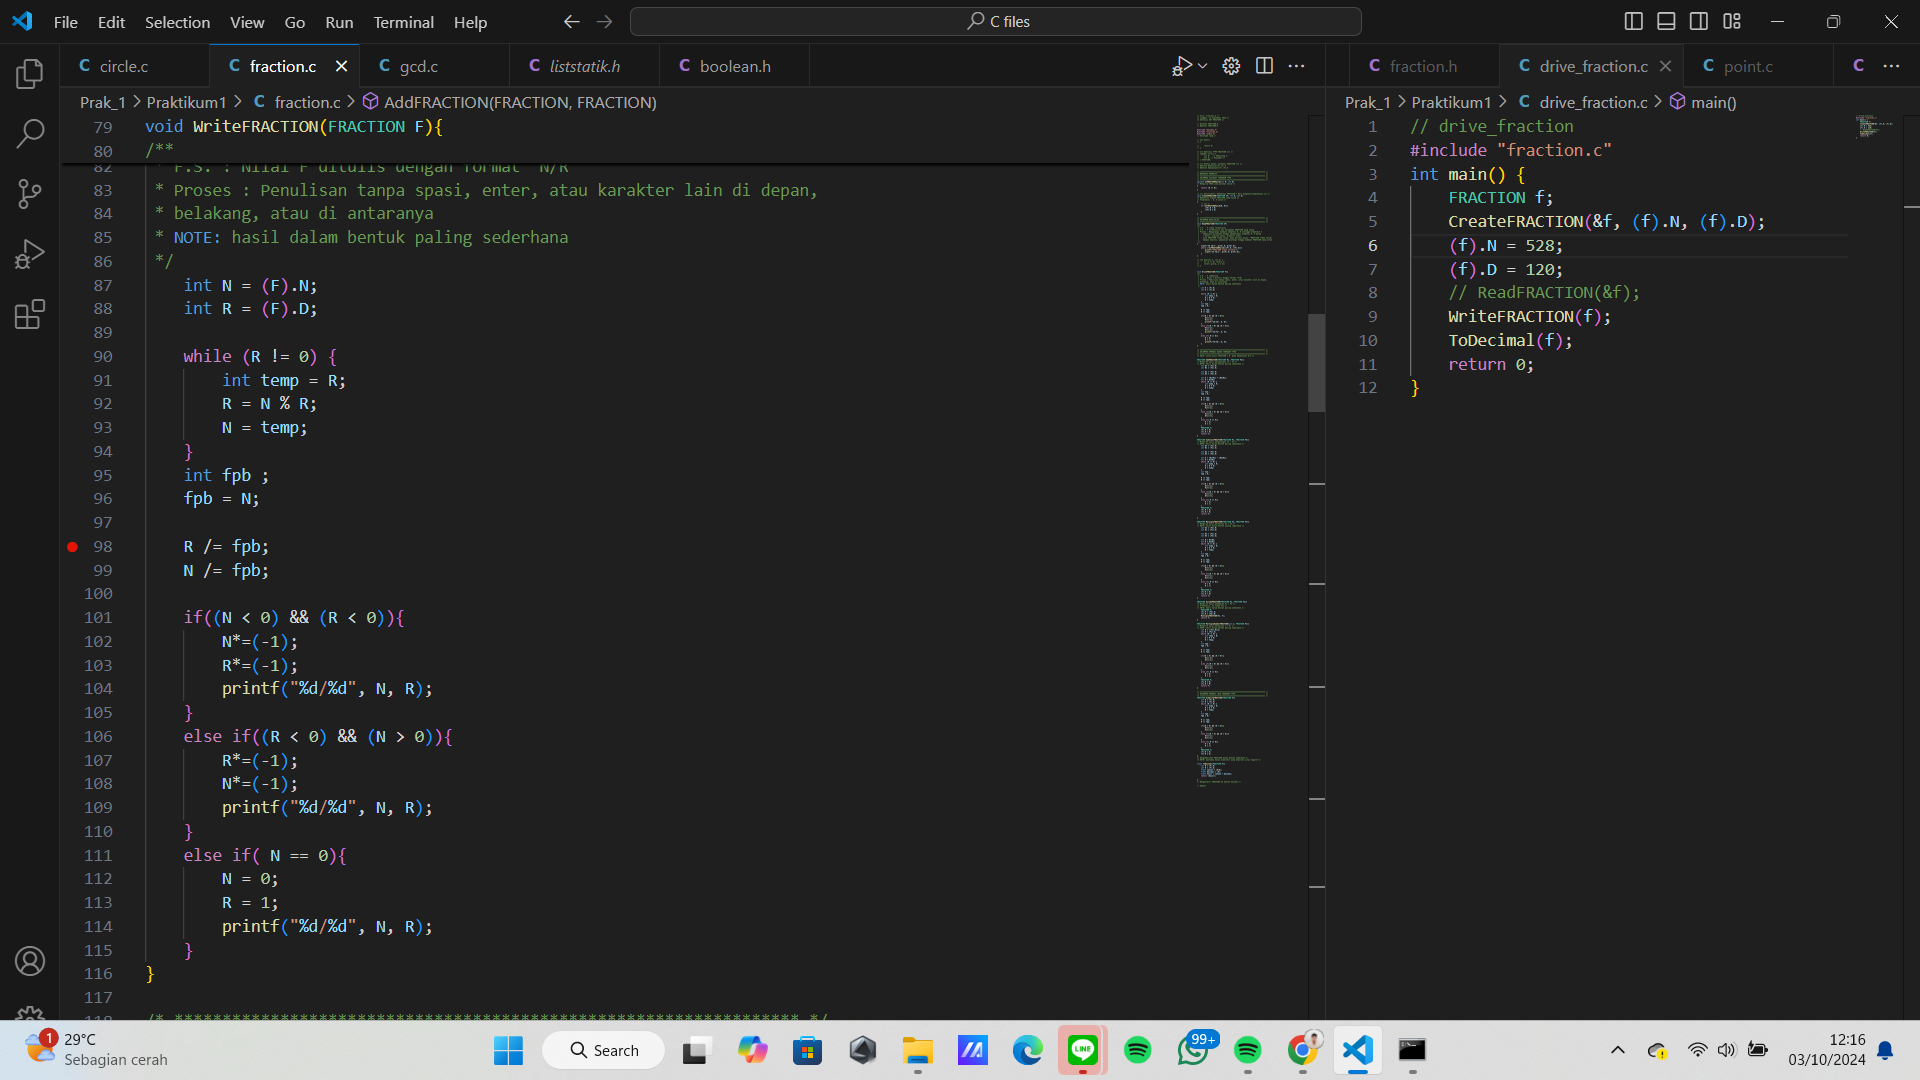 File Edit Selection View Go Run Terminal Help
C files
circle.c
fraction.c
gcd.c
liststatik.h
boolean.h
fraction.h
drive_fraction.c
point.c
Prak_1 > Praktikum1 > C fraction.c > AddFRACTION(FRACTION, FRACTION)
79 void WriteFRACTION(FRACTION F){
80 /**
82 * F.S. : Nilai F ditulis dengan format "N/R"
83 * Proses : Penulisan tanpa spasi, enter, atau karakter lain di depan,
84 * belakang, atau di antaranya
85 * NOTE: hasil dalam bentuk paling sederhana
86 */
87 int N = (F).N;
88 int R = (F).D;
89
90 while (R != 0) {
91 int temp = R;
92 R = N % R;
93 N = temp;
94 }
95 int fpb ;
96 fpb = N;
97
98 R /= fpb;
99 N /= fpb;
100
101 if((N < 0) && (R < 0)){
102 N*=(-1);
103 R*=(-1);
104 printf("%d/%d", N, R);
105 }
106 else if((R < 0) && (N > 0)){
107 R*=(-1);
108 N*=(-1);
109 printf("%d/%d", N, R);
110 }
111 else if( N == 0){
112 N = 0;
113 R = 1;
114 printf("%d/%d", N, R);
115 }
116 }
117
Prak_1 > Praktikum1 > C drive_fraction.c > main()
1 // drive_fraction
2 #include "fraction.c"
3 int main() {
4 FRACTION f;
5 CreateFRACTION(&f, (f).N, (f).D);
6 (f).N = 528;
7 (f).D = 120;
8 // ReadFRACTION(&f);
9 WriteFRACTION(f);
10 ToDecimal(f);
11 return 0;
12 }
1
29°C
Sebagian cerah
Search
LINE
99+
12:16
03/10/2024